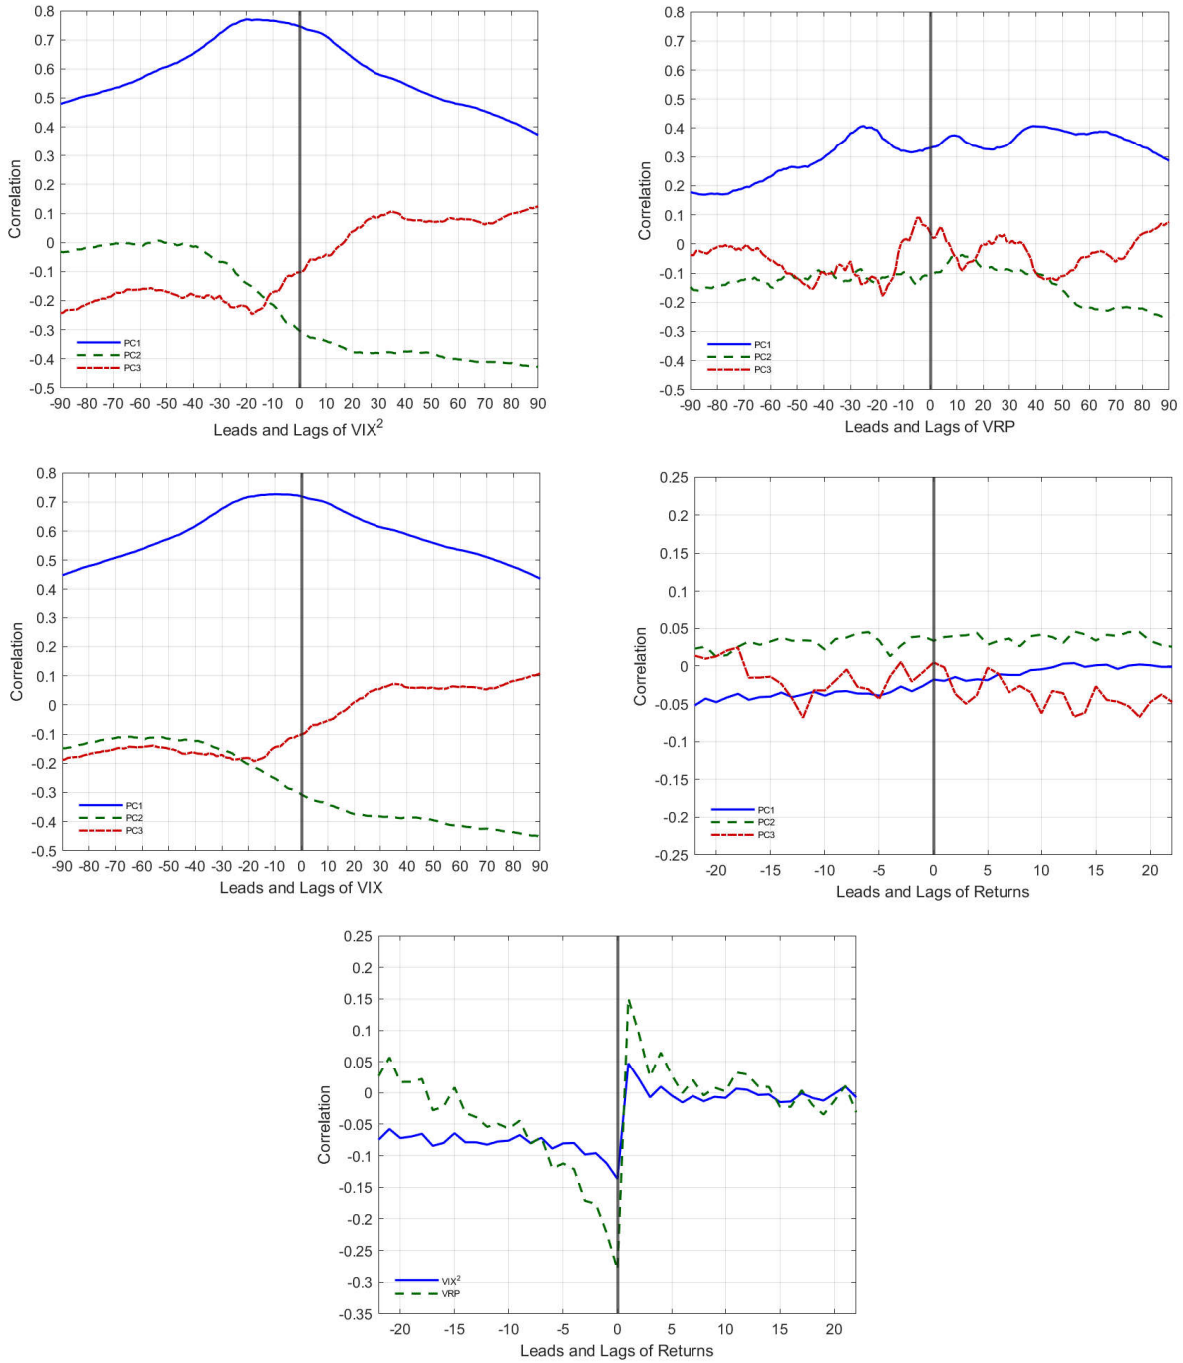 0.8
0.7
0.6
0.5
0.4
0.3
0.2
0.1
0
-0.1
-0.2
-0.3
-0.4
-0.5
Correlation
PC1
PC2
PC3
-90 -80 -70 -60 -50 -40 -30 -20 -10 0 10 20 30 40 50 60 70 80 90
Leads and Lags of VIX²
0.8
0.7
0.6
0.5
0.4
0.3
0.2
0.1
0
-0.1
-0.2
-0.3
-0.4
-0.5
Correlation
PC1
PC2
PC3
-90 -80 -70 -60 -50 -40 -30 -20 -10 0 10 20 30 40 50 60 70 80 90
Leads and Lags of VRP
0.8
0.7
0.6
0.5
0.4
0.3
0.2
0.1
0
-0.1
-0.2
-0.3
-0.4
-0.5
Correlation
PC1
PC2
PC3
-90 -80 -70 -60 -50 -40 -30 -20 -10 0 10 20 30 40 50 60 70 80 90
Leads and Lags of VIX
0.25
0.2
0.15
0.1
0.05
0
-0.05
-0.1
-0.15
-0.2
-0.25
Correlation
PC1
PC2
PC3
-20 -15 -10 -5 0 5 10 15 20
Leads and Lags of Returns
0.25
0.2
0.15
0.1
0.05
0
-0.05
-0.1
-0.15
-0.2
-0.25
-0.3
-0.35
Correlation
VIX²
VRP
-20 -15 -10 -5 0 5 10 15 20
Leads and Lags of Returns